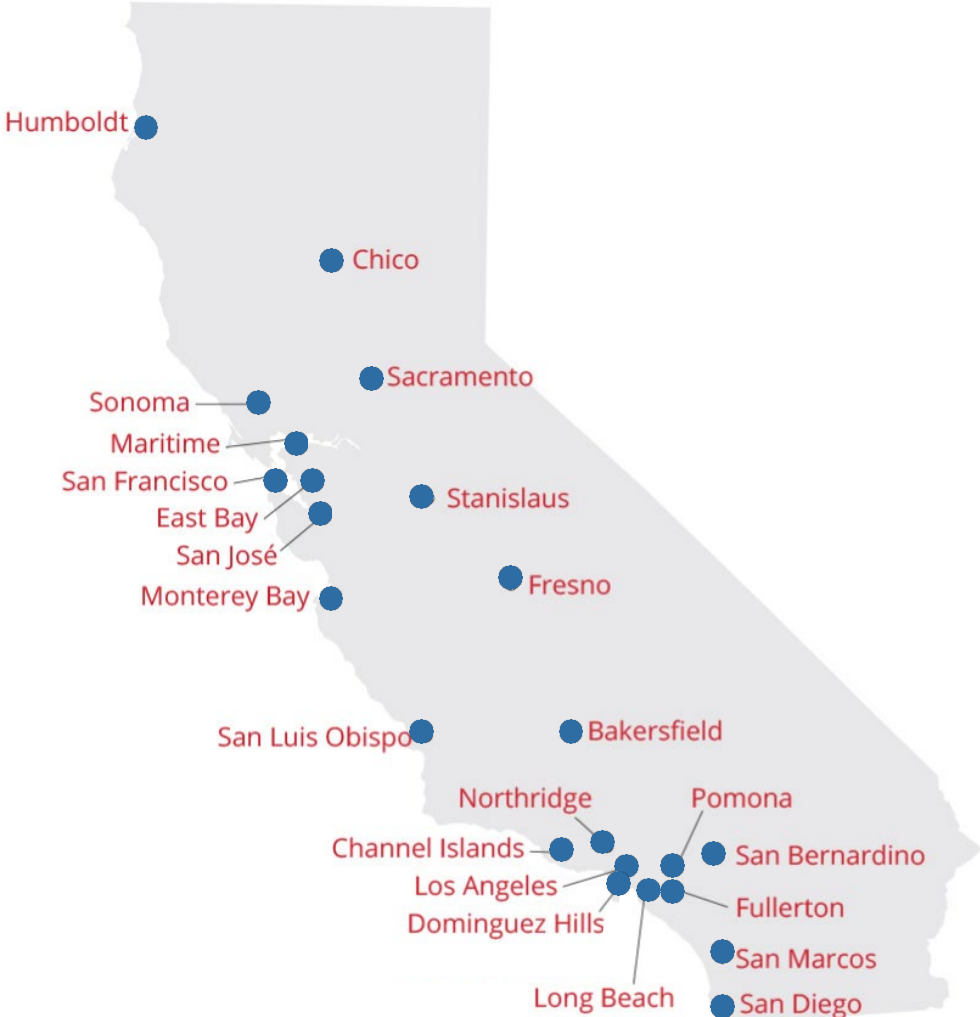 Humboldt
Chico
Sacramento
Sonoma
Maritime
San Francisco
Stanislaus
East Bay
San José
Fresno
Monterey Bay
San Luis Obispo
Bakersfield
Northridge
Pomona
Channel Islands
San Bernardino
Los Angeles
Fullerton
Dominguez Hills
San Marcos
Long Beach
San Diego